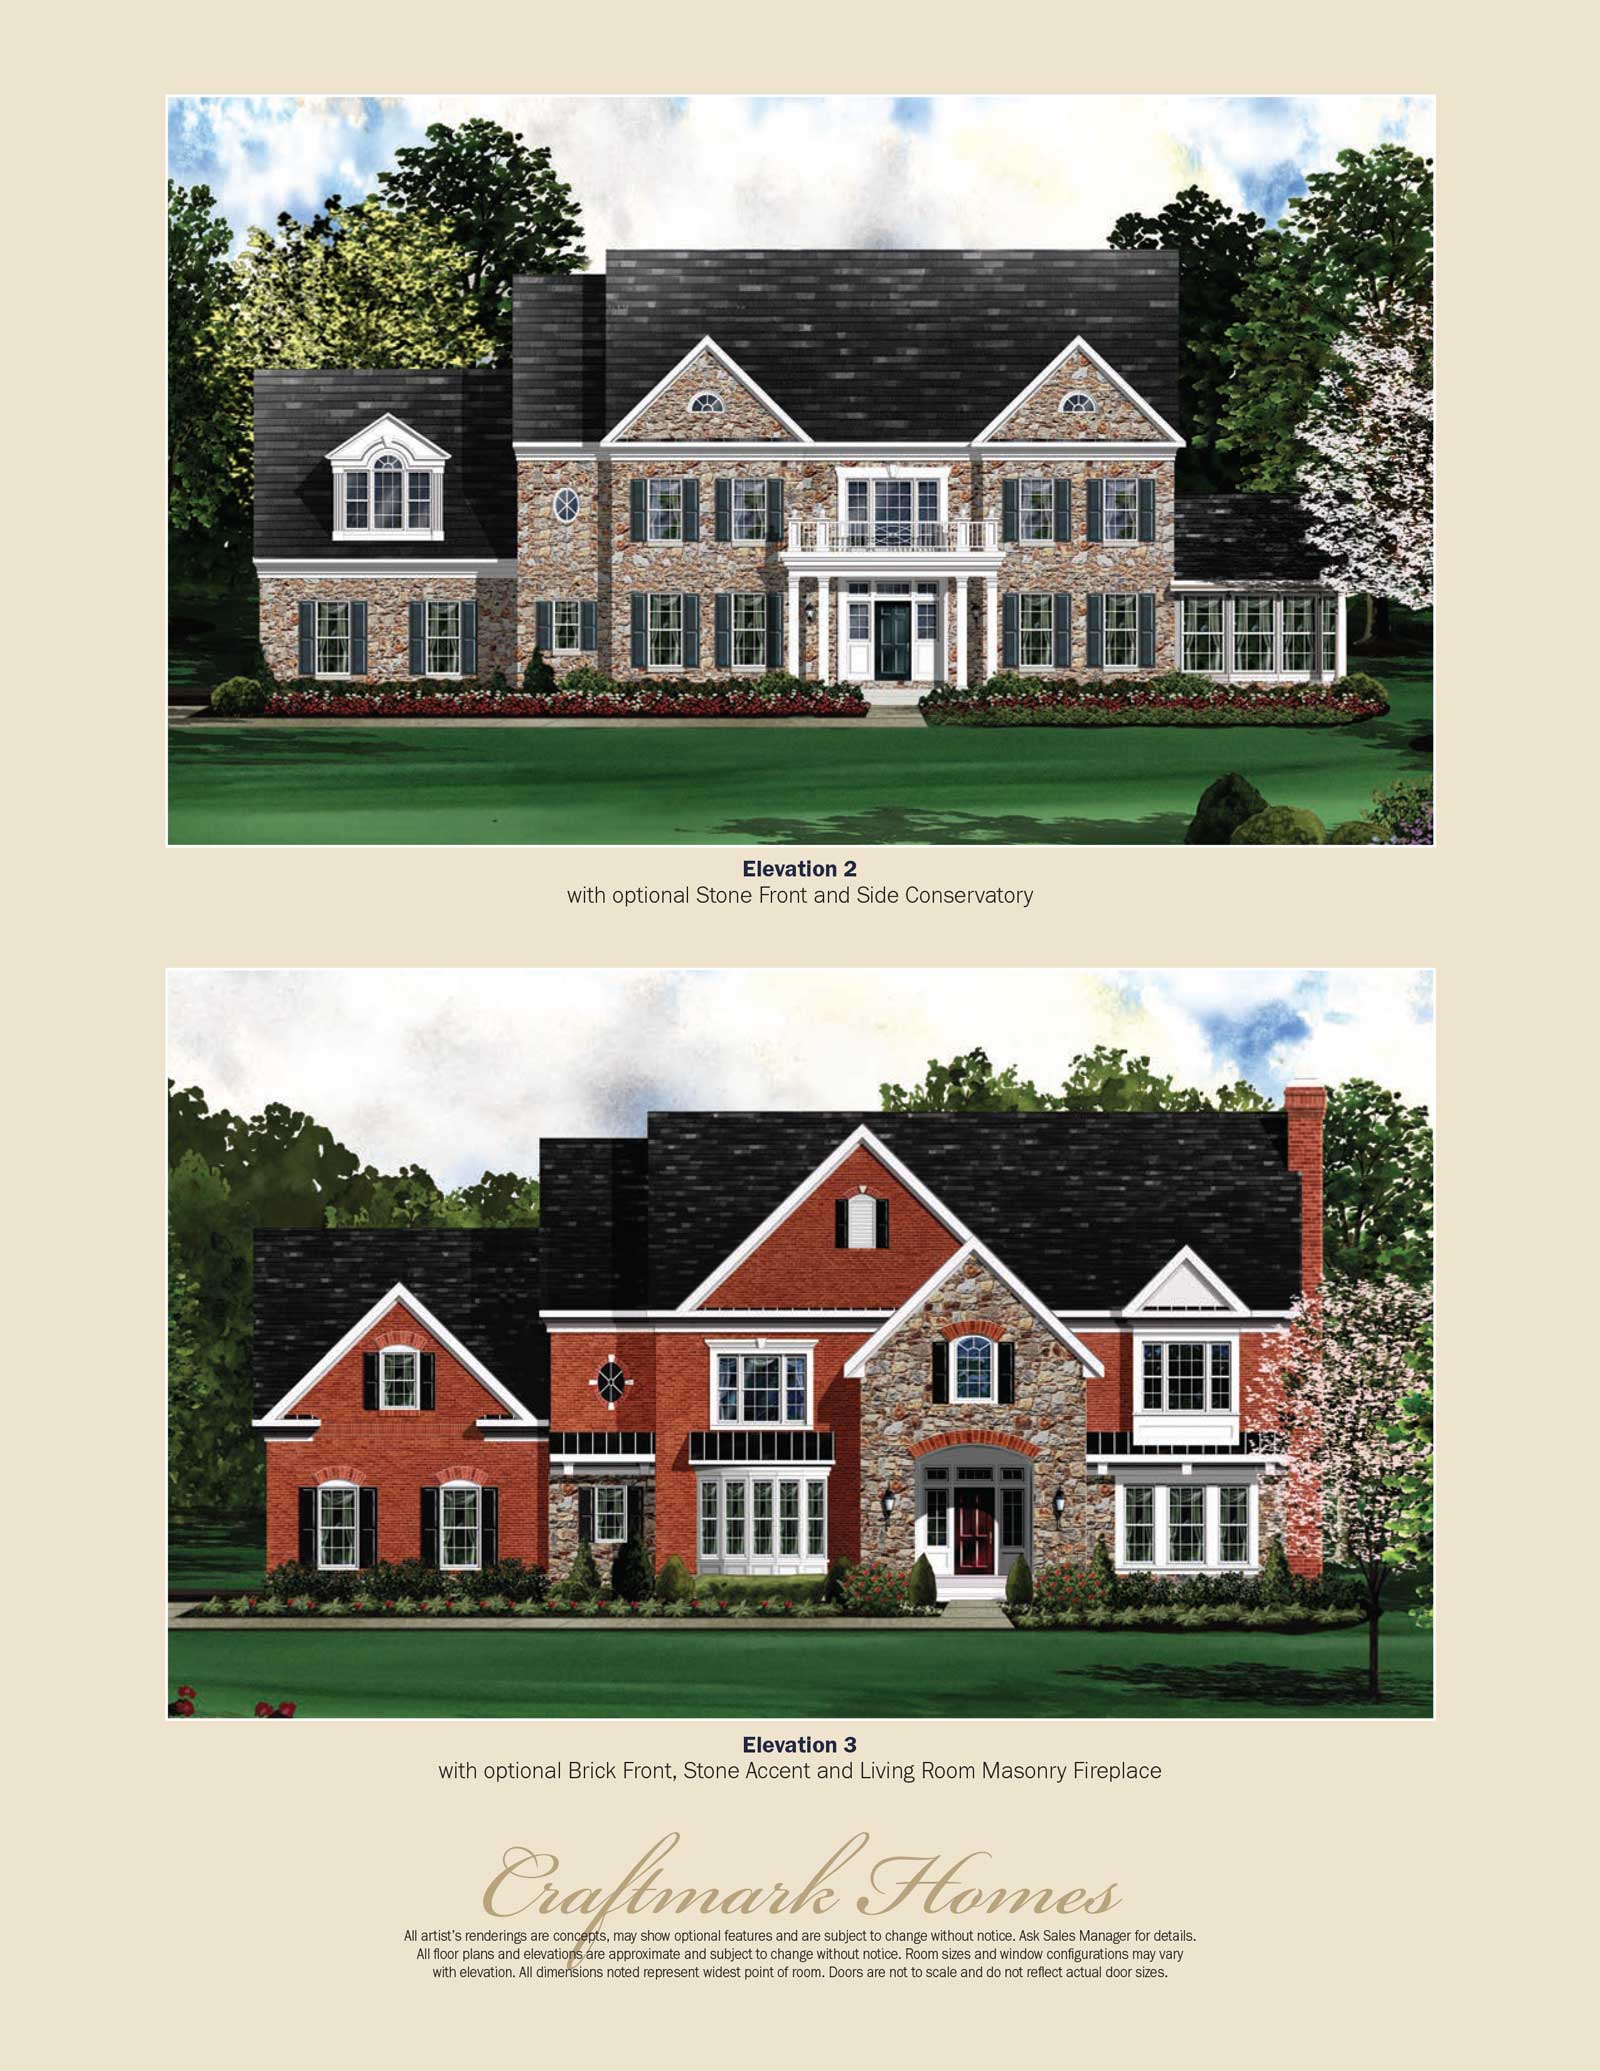 Elevation 2
with optional Stone Front and Side Conservatory
Elevation 3
with optional Brick Front, Stone Accent and Living Room Masonry Fireplace
Craftmark Homes
All artist's renderings are concepts, may show optional features and are subject to change without notice. Ask Sales Manager for details.
All floor plans and elevations are approximate and subject to change without notice. Room sizes and window configurations may vary
with elevation. All dimensions noted represent widest point of room. Doors are not to scale and do not reflect actual door sizes.